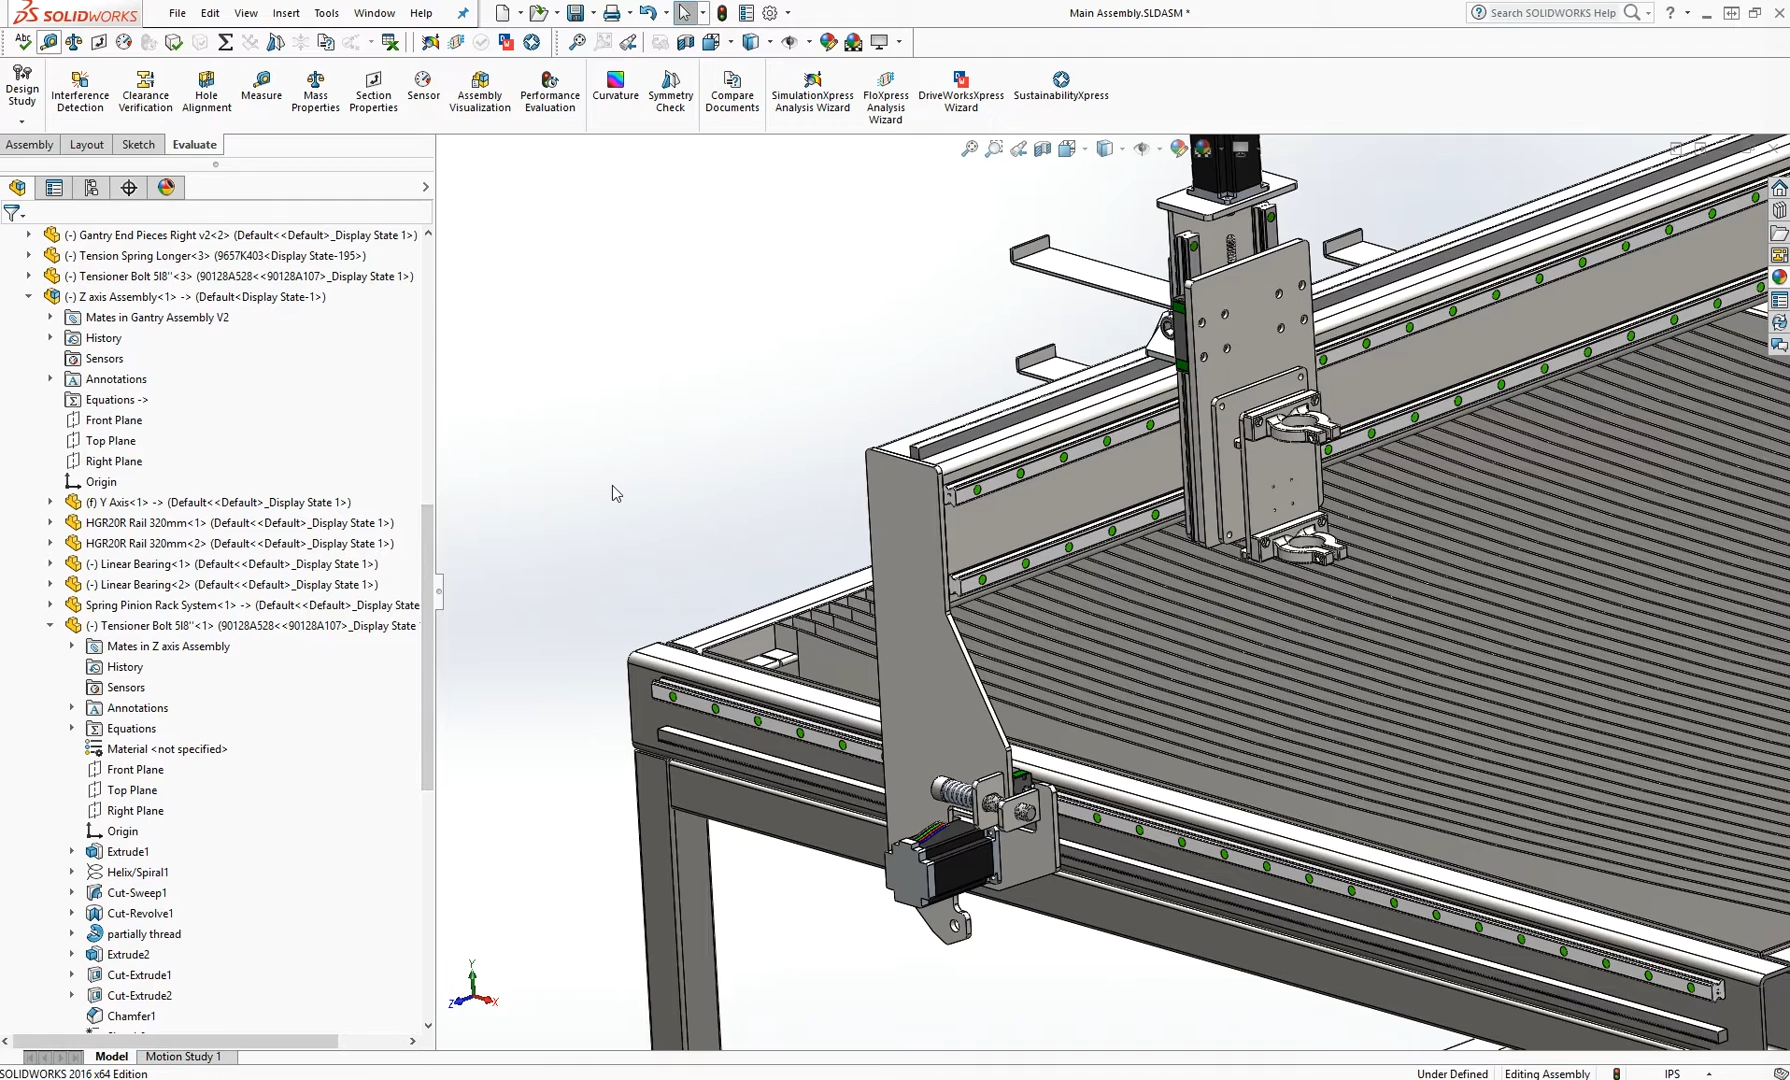 SOLIDWORKS File Edit View Insert Tools Window Help Main Assembly.SLDASM * Search SOLIDWORKS Help
Design Study
Interference Detection
Clearance Verification
Hole Alignment
Measure
Mass Properties
Section Properties
Sensor
Assembly Visualization
Performance Evaluation
Curvature
Symmetry Check
Compare Documents
SimulationXpress Analysis Wizard
FloXpress Analysis Wizard
DriveWorksXpress Wizard
SustainabilityXpress
Assembly Layout Sketch Evaluate
(-) Gantry End Pieces Right v2<2> (Default<<Default>_Display State 1>)
(-) Tension Spring Longer<3> (9657K403<Display State-195>)
(-) Tensioner Bolt 5I8''<3> (90128A528<<90128A107>_Display State 1>)
(-) Z axis Assembly<1> -> (Default<Display State-1>)
Mates in Gantry Assembly V2
History
Sensors
Annotations
Equations ->
Front Plane
Top Plane
Right Plane
Origin
(f) Y Axis<1> -> (Default<<Default>_Display State 1>)
HGR20R Rail 320mm<1> (Default<<Default>_Display State 1>)
HGR20R Rail 320mm<2> (Default<<Default>_Display State 1>)
(-) Linear Bearing<1> (Default<<Default>_Display State 1>)
(-) Linear Bearing<2> (Default<<Default>_Display State 1>)
Spring Pinion Rack System<1> -> (Default<<Default>_Display State
(-) Tensioner Bolt 5I8''<1> (90128A528<<90128A107>_Display State
Mates in Z axis Assembly
History
Sensors
Annotations
Equations
Material <not specified>
Front Plane
Top Plane
Right Plane
Origin
Extrude1
Helix/Spiral1
Cut-Sweep1
Cut-Revolve1
partially thread
Extrude2
Cut-Extrude1
Cut-Extrude2
Chamfer1
Y
Z
X
Model Motion Study 1
SOLIDWORKS 2016 x64 Edition Under Defined Editing Assembly IPS